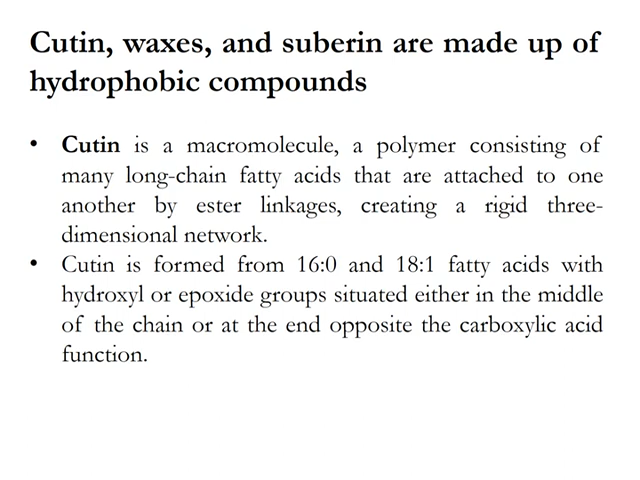 Cutin, waxes, and suberin are made up of
hydrophobic compounds
• Cutin is a macromolecule, a polymer consisting of
many long-chain fatty acids that are attached to one
another by ester linkages, creating a rigid three-
dimensional network.
• Cutin is formed from 16:0 and 18:1 fatty acids with
hydroxyl or epoxide groups situated either in the middle
of the chain or at the end opposite the carboxylic acid
function.